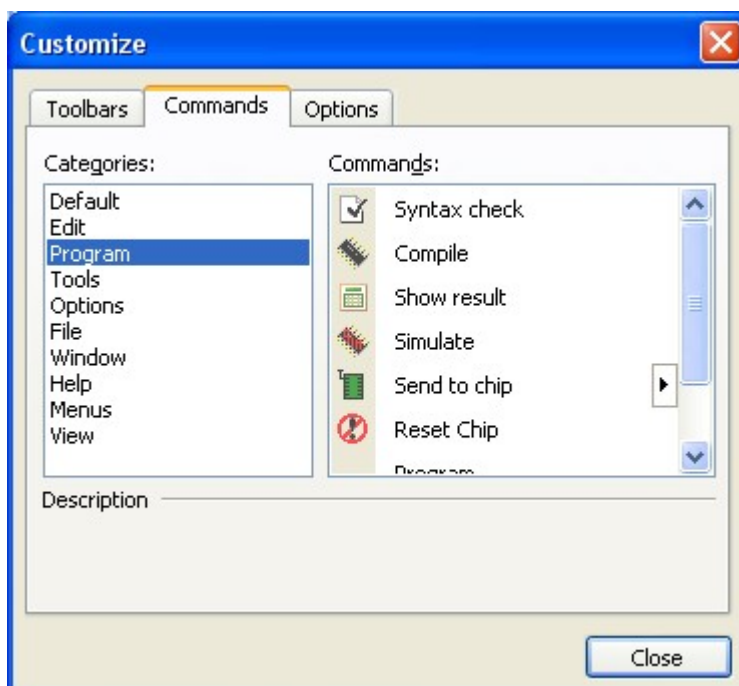 Customize
Toolbars Commands Options
Categories: Commands:
Default
Edit
Program
Tools
Options
File
Window
Help
Menus
View
Syntax check
Compile
Show result
Simulate
Send to chip
Reset Chip
Program
Description
Close